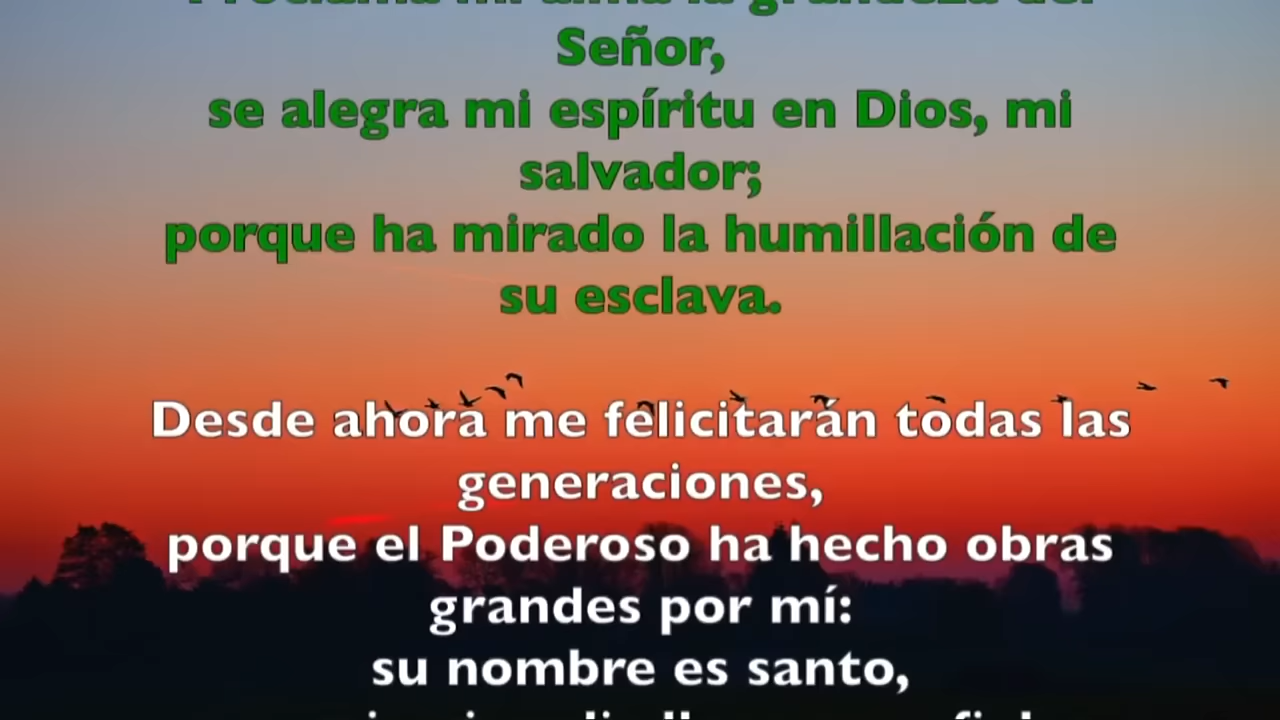 Proclama mi alma la grandeza del
Señor,
se alegra mi espíritu en Dios, mi
salvador;
porque ha mirado la humillación de
su esclava.
Desde ahora me felicitarán todas las
generaciones,
porque el Poderoso ha hecho obras
grandes por mí:
su nombre es santo,